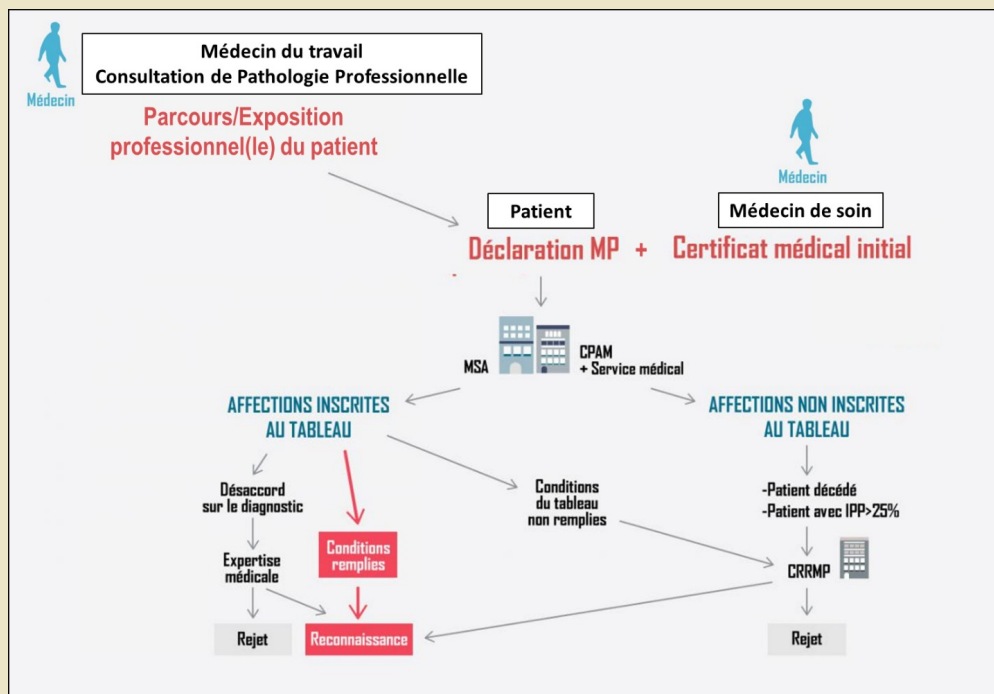 Médecin du travail
Consultation de Pathologie Professionnelle
Médecin
Parcours/Exposition
professionnel(le) du patient
Médecin
Patient
Médecin de soin
Déclaration MP + Certificat médical initial
MSA
CPAM
+ Service médical
AFFECTIONS INSCRITES
AU TABLEAU
AFFECTIONS NON INSCRITES
AU TABLEAU
Désaccord
sur le diagnostic
Conditions
du tableau
non remplies
-Patient décédé
-Patient avec IPP>25%
Expertise
médicale
Conditions
remplies
CRRMP
Rejet
Reconnaissance
Rejet